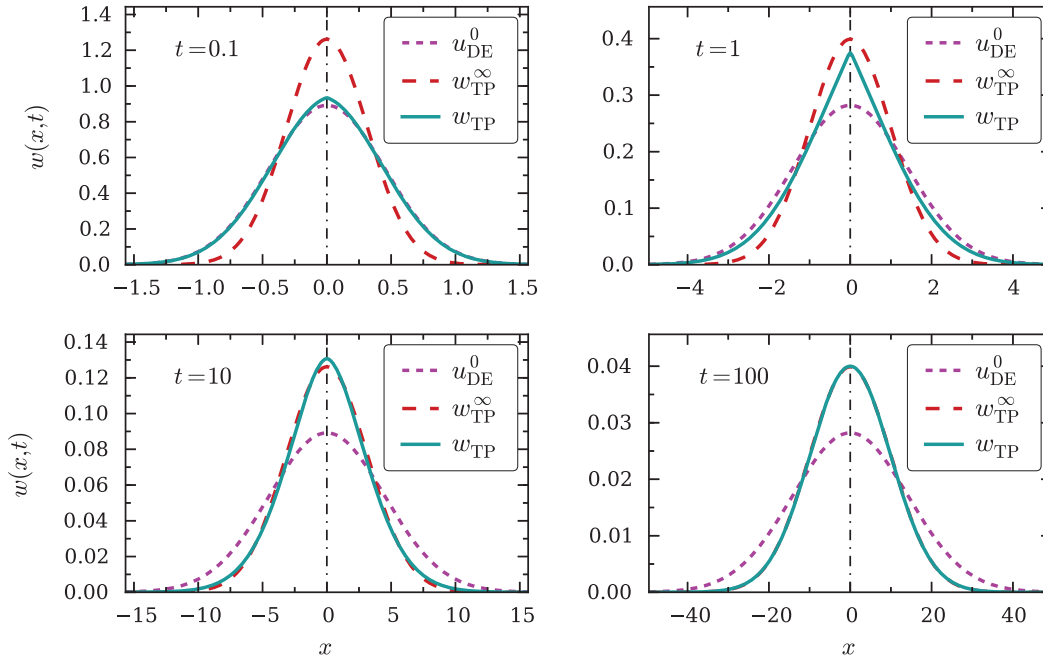 t=0.1
u⁰_DE
w^∞_TP
w_TP
w(x,t)
1.4
1.2
1.0
0.8
0.6
0.4
0.2
0.0
−1.5 −1.0 −0.5 0.0 0.5 1.0 1.5
t=1
u⁰_DE
w^∞_TP
w_TP
0.4
0.3
0.2
0.1
0.0
−4 −2 0 2 4
t=10
u⁰_DE
w^∞_TP
w_TP
w(x,t)
0.14
0.12
0.10
0.08
0.06
0.04
0.02
0.00
−15 −10 −5 0 5 10 15
x
t=100
u⁰_DE
w^∞_TP
w_TP
0.04
0.03
0.02
0.01
0.00
−40 −20 0 20 40
x